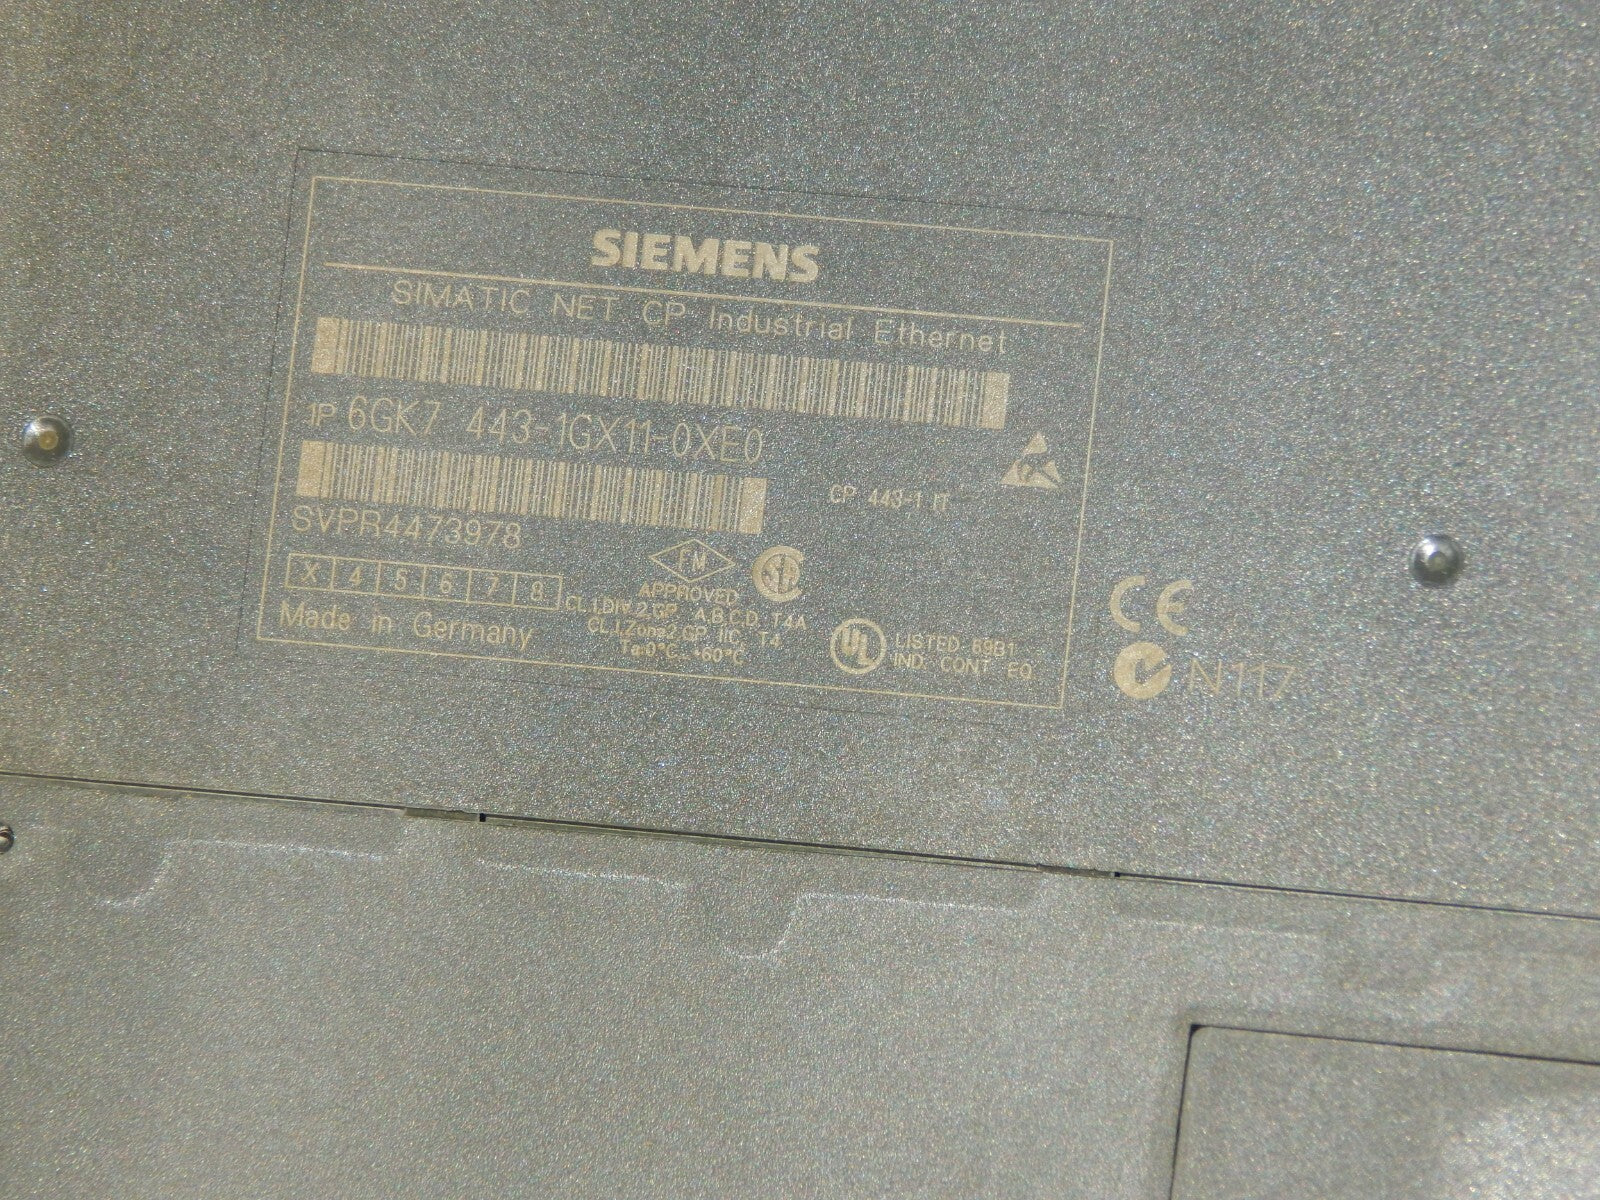 SIEMENS
SIMATIC NET CP Industrial Ethernet
1P 6GK7 443-1GX11-0XE0
CP 443-1 IT
SVPR4473978
X 4 5 6 7 8
Made in Germany
FM
APPROVED
CL.I,DIV.2,GP. A,B,C,D, T4A
CL.I,Zone2,GP. IIC T4
Ta:0°C...+60°C
UL
LISTED 69B1
IND. CONT. EQ.
CE
N117